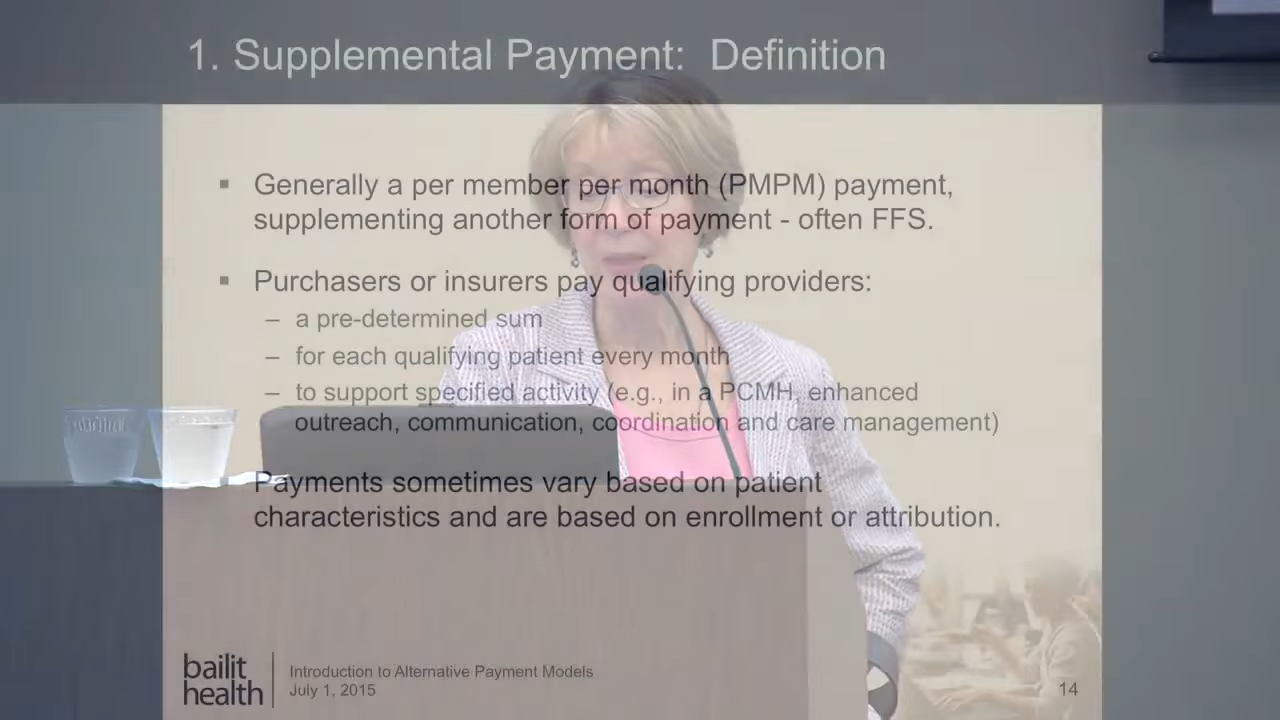 1. Supplemental Payment: Definition
▪ Generally a per member per month (PMPM) payment,
supplementing another form of payment - often FFS.
▪ Purchasers or insurers pay qualifying providers:
– a pre-determined sum
– for each qualifying patient every month
– to support specified activity (e.g., in a PCMH, enhanced
outreach, communication, coordination and care management)
Payments sometimes vary based on patient
characteristics and are based on enrollment or attribution.
bailit
health
Introduction to Alternative Payment Models
July 1, 2015
14